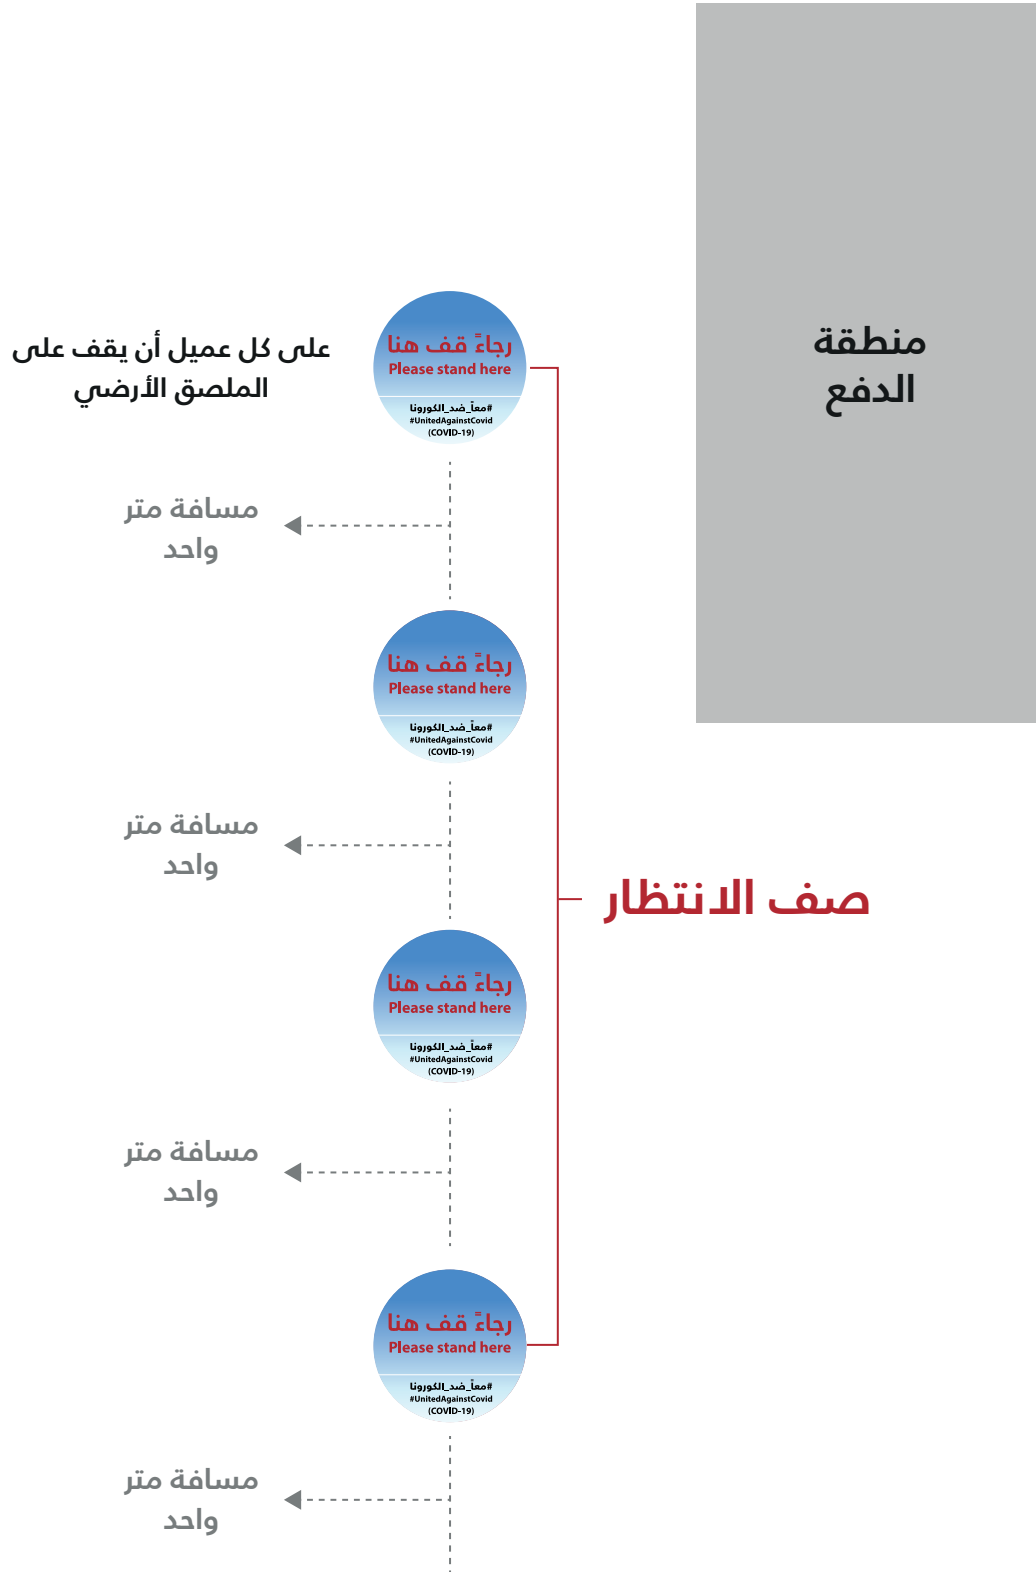 منطقة
الدفع
على كل عميل أن يقف على
الملصق الأرضي
رجاءً قف هنا
Please stand here
#معاً_ضد_الكورونا
#UnitedAgainstCovid
(COVID-19)
مسافة متر
واحد
رجاءً قف هنا
Please stand here
#معاً_ضد_الكورونا
#UnitedAgainstCovid
(COVID-19)
مسافة متر
واحد
صف الانتظار
رجاءً قف هنا
Please stand here
#معاً_ضد_الكورونا
#UnitedAgainstCovid
(COVID-19)
مسافة متر
واحد
رجاءً قف هنا
Please stand here
#معاً_ضد_الكورونا
#UnitedAgainstCovid
(COVID-19)
مسافة متر
واحد